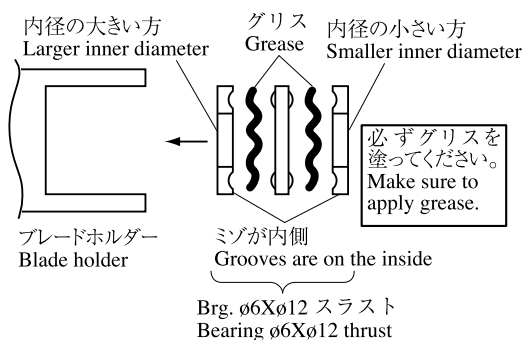 内径の大きい方
Larger inner diameter
グリス
Grease
内径の小さい方
Smaller inner diameter
必ずグリスを
塗ってください。
Make sure to
apply grease.
ブレードホルダー
Blade holder
ミゾが内側
Grooves are on the inside
Brg. ø6Xø12 スラスト
Bearing ø6Xø12 thrust